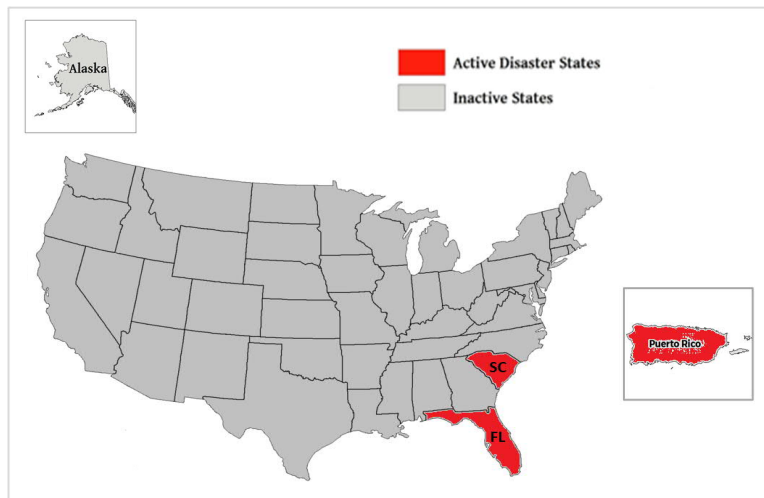 Alaska
Active Disaster States
Inactive States
SC
FL
Puerto Rico